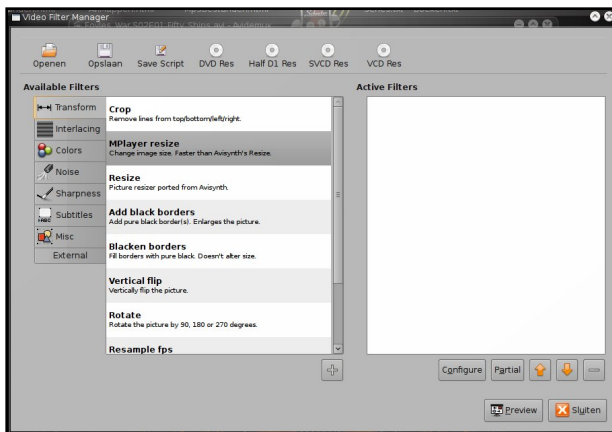 Video Filter Manager
Openen
Opslaan
Save Script
DVD Res
Half D1 Res
SVCD Res
VCD Res
Available Filters
Active Filters
Transform
Interlacing
Colors
Noise
Sharpness
Subtitles
Misc
External
Crop
Remove lines from top/bottom/left/right.
MPlayer resize
Change image size. Faster than Avisynth's Resize.
Resize
Picture resizer ported from Avisynth.
Add black borders
Add pure black border(s). Enlarges the picture.
Blacken borders
Fill borders with pure black. Doesn't alter size.
Vertical flip
Vertically flip the picture.
Rotate
Rotate the picture by 90, 180 or 270 degrees.
Resample fps
Configure
Partial
Preview
Sluiten